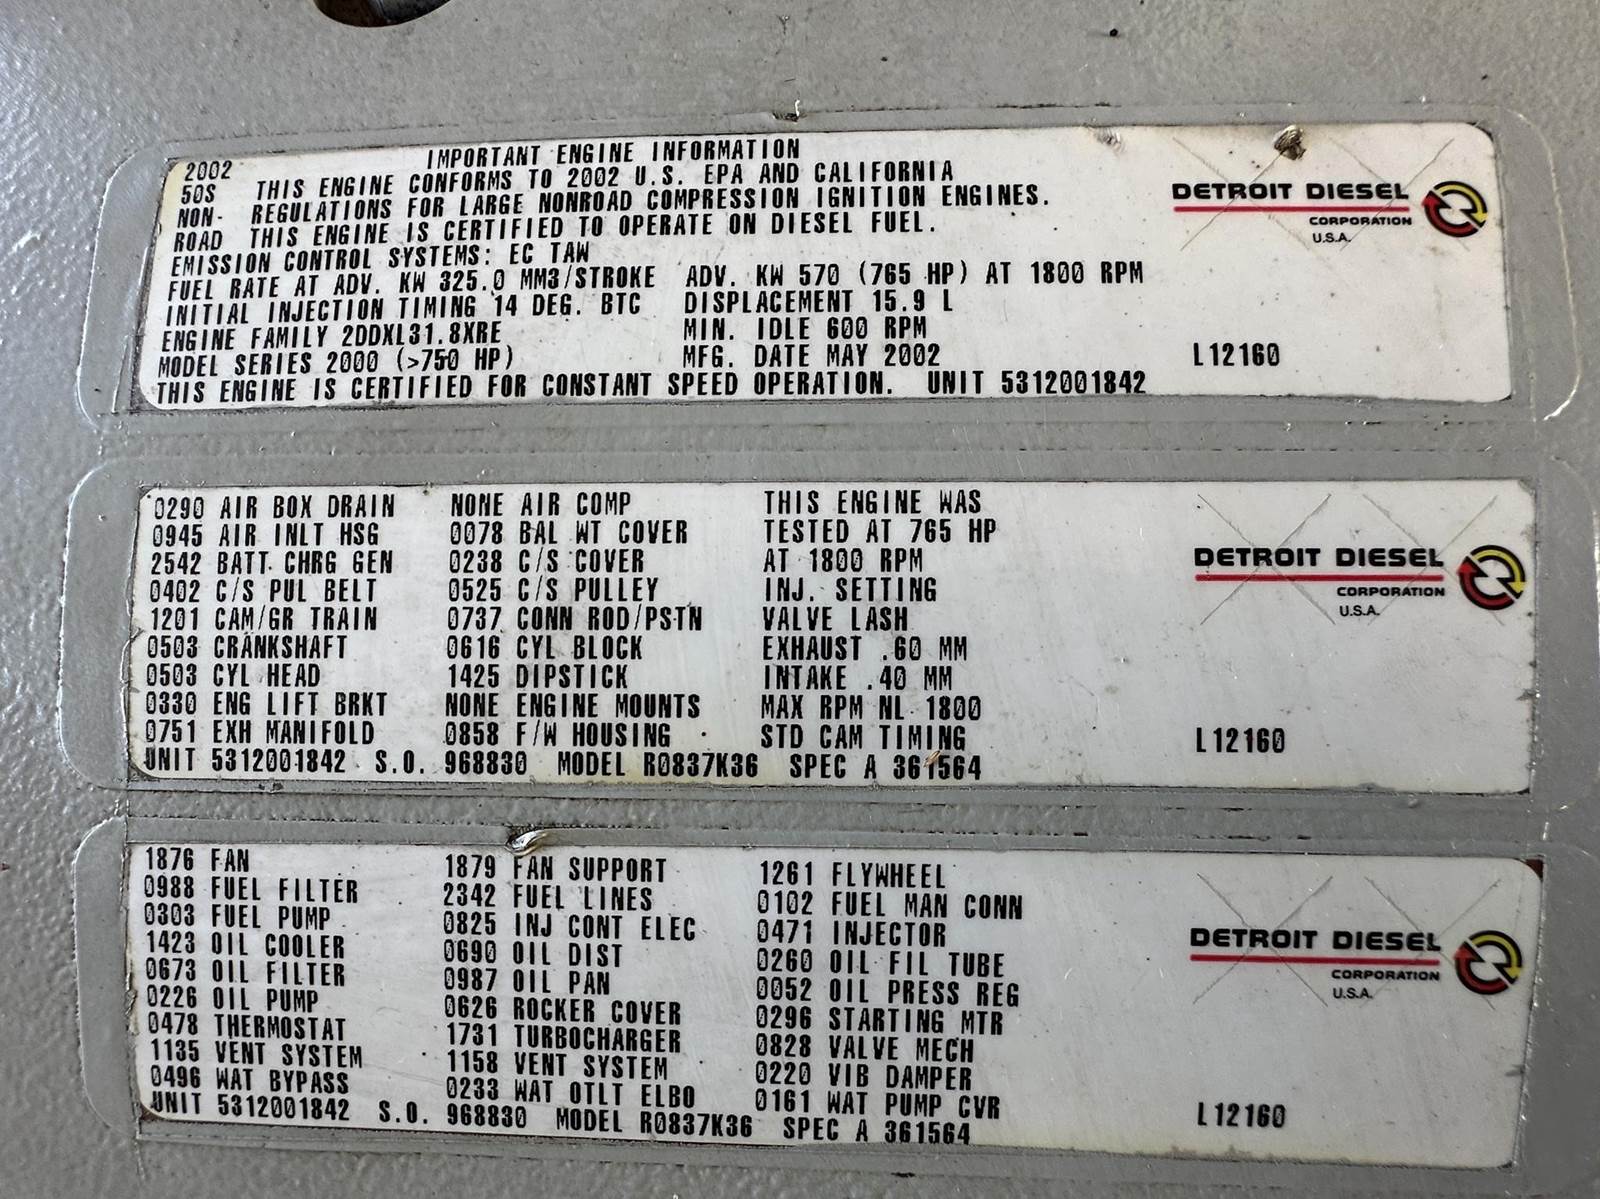 2002 IMPORTANT ENGINE INFORMATION
50S THIS ENGINE CONFORMS TO 2002 U.S. EPA AND CALIFORNIA
NON- REGULATIONS FOR LARGE NONROAD COMPRESSION IGNITION ENGINES.
ROAD THIS ENGINE IS CERTIFIED TO OPERATE ON DIESEL FUEL.
EMISSION CONTROL SYSTEMS: EC TAW
FUEL RATE AT ADV. KW 325.0 MM3/STROKE ADV. KW 570 (765 HP) AT 1800 RPM
INITIAL INJECTION TIMING 14 DEG. BTC DISPLACEMENT 15.9 L
ENGINE FAMILY 2DDXL31.8XRE MIN. IDLE 600 RPM
MODEL SERIES 2000 (>750 HP) MFG. DATE MAY 2002 L12160
THIS ENGINE IS CERTIFIED FOR CONSTANT SPEED OPERATION. UNIT 5312001842
DETROIT DIESEL
CORPORATION
U.S.A.
0290 AIR BOX DRAIN NONE AIR COMP THIS ENGINE WAS
0945 AIR INLT HSG 0078 BAL WT COVER TESTED AT 765 HP
2542 BATT CHRG GEN 0238 C/S COVER AT 1800 RPM
0402 C/S PUL BELT 0525 C/S PULLEY INJ. SETTING
1201 CAM/GR TRAIN 0737 CONN ROD/PSTN VALVE LASH
0503 CRANKSHAFT 0616 CYL BLOCK EXHAUST .60 MM
0503 CYL HEAD 1425 DIPSTICK INTAKE .40 MM
0330 ENG LIFT BRKT NONE ENGINE MOUNTS MAX RPM NL 1800
0751 EXH MANIFOLD 0858 F/W HOUSING STD CAM TIMING L12160
UNIT 5312001842 S.O. 968830 MODEL R0837K36 SPEC A 361564
DETROIT DIESEL
CORPORATION
U.S.A.
1876 FAN 1879 FAN SUPPORT 1261 FLYWHEEL
0988 FUEL FILTER 2342 FUEL LINES 0102 FUEL MAN CONN
0303 FUEL PUMP 0825 INJ CONT ELEC 0471 INJECTOR
1423 OIL COOLER 0690 OIL DIST 0260 OIL FIL TUBE
0673 OIL FILTER 0987 OIL PAN 0052 OIL PRESS REG
0226 OIL PUMP 0626 ROCKER COVER 0296 STARTING MTR
0478 THERMOSTAT 1731 TURBOCHARGER 0828 VALVE MECH
1135 VENT SYSTEM 1158 VENT SYSTEM 0220 VIB DAMPER
0496 WAT BYPASS 0233 WAT OTLT ELBO 0161 WAT PUMP CVR L12160
UNIT 5312001842 S.O. 968830 MODEL R0837K36 SPEC A 361564
DETROIT DIESEL
CORPORATION
U.S.A.